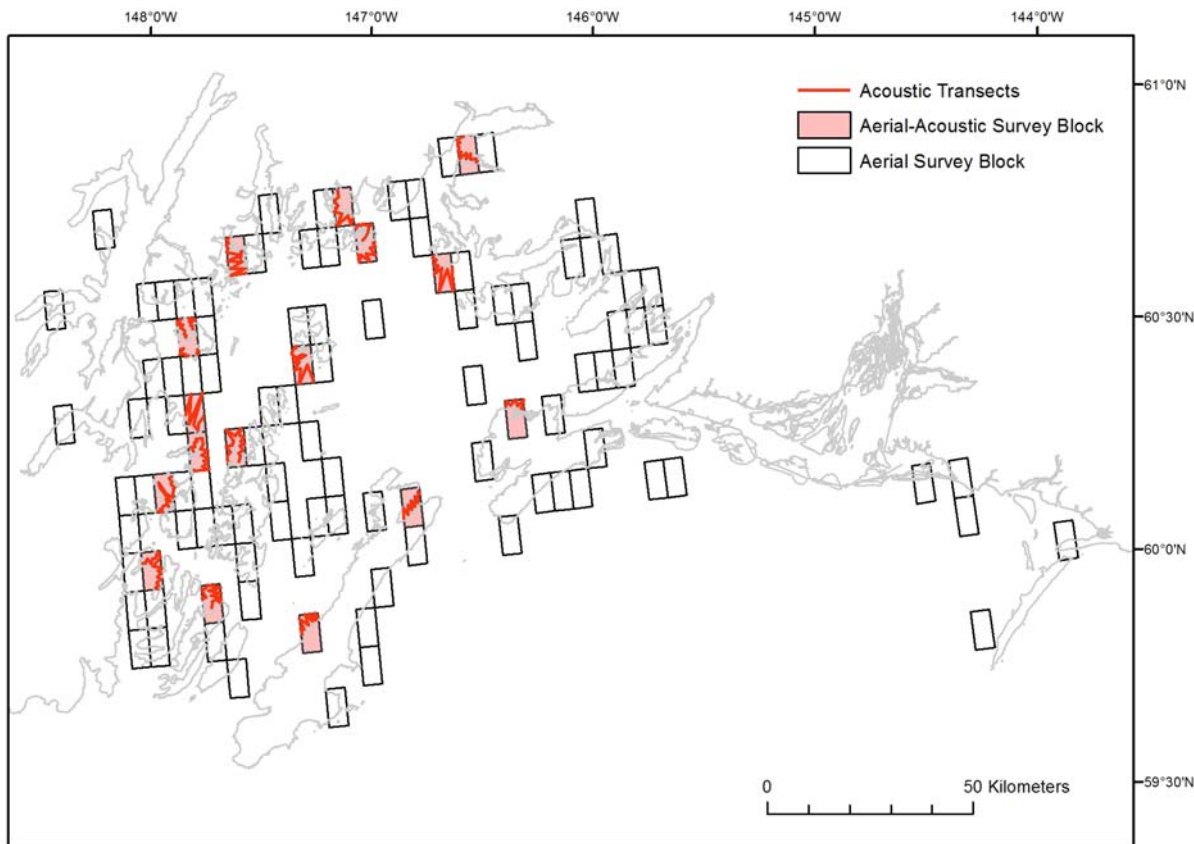 148°0'W 147°0'W 146°0'W 145°0'W 144°0'W
61°0'N
Acoustic Transects
Aerial-Acoustic Survey Block
Aerial Survey Block
60°30'N
60°0'N
0 50 Kilometers
59°30'N